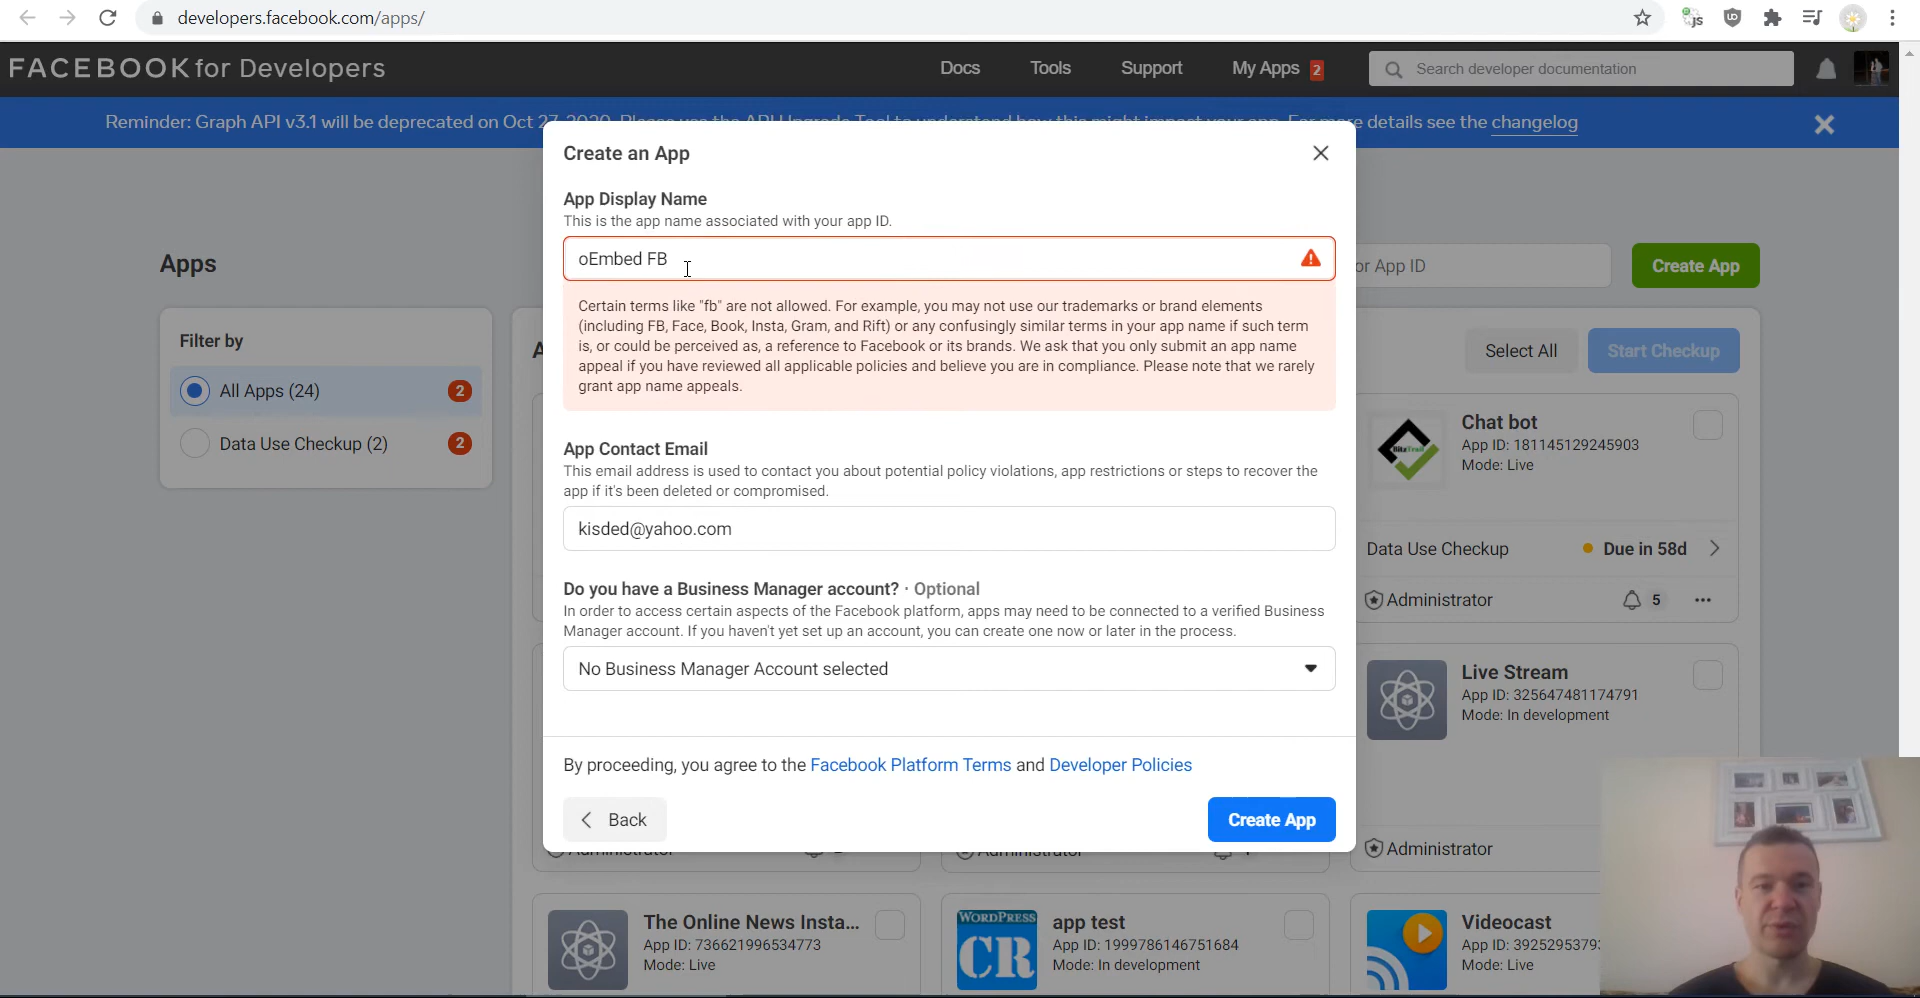 developers.facebook.com/apps/
FACEBOOK for Developers
Docs
Tools
Support
My Apps 2
Search developer documentation
Reminder: Graph API v3.1 will be deprecated on Oct 27, 2020. Please use the API Upgrade Tool to understand how this might impact your app. For more details see the changelog
Apps
or App ID
Create App
Filter by
All Apps (24) 2
Data Use Checkup (2) 2
Select All
Start Checkup
Create an App
App Display Name
This is the app name associated with your app ID.
oEmbed FB
Certain terms like "fb" are not allowed. For example, you may not use our trademarks or brand elements
(including FB, Face, Book, Insta, Gram, and Rift) or any confusingly similar terms in your app name if such term
is, or could be perceived as, a reference to Facebook or its brands. We ask that you only submit an app name
appeal if you have reviewed all applicable policies and believe you are in compliance. Please note that we rarely
grant app name appeals.
App Contact Email
This email address is used to contact you about potential policy violations, app restrictions or steps to recover the
app if it's been deleted or compromised.
kisded@yahoo.com
Do you have a Business Manager account? · Optional
In order to access certain aspects of the Facebook platform, apps may need to be connected to a verified Business
Manager account. If you haven't yet set up an account, you can create one now or later in the process.
No Business Manager Account selected
By proceeding, you agree to the Facebook Platform Terms and Developer Policies
Back
Create App
Chat bot
App ID: 181145129245903
Mode: Live
Data Use Checkup
Due in 58d
Administrator
5
Live Stream
App ID: 325647481174791
Mode: In development
Administrator
Administrator
Administrator
The Online News Insta...
App ID: 736621996534773
Mode: Live
WORDPRESS
CR
app test
App ID: 1999786146751684
Mode: In development
Videocast
App ID: 39252953793
Mode: Live